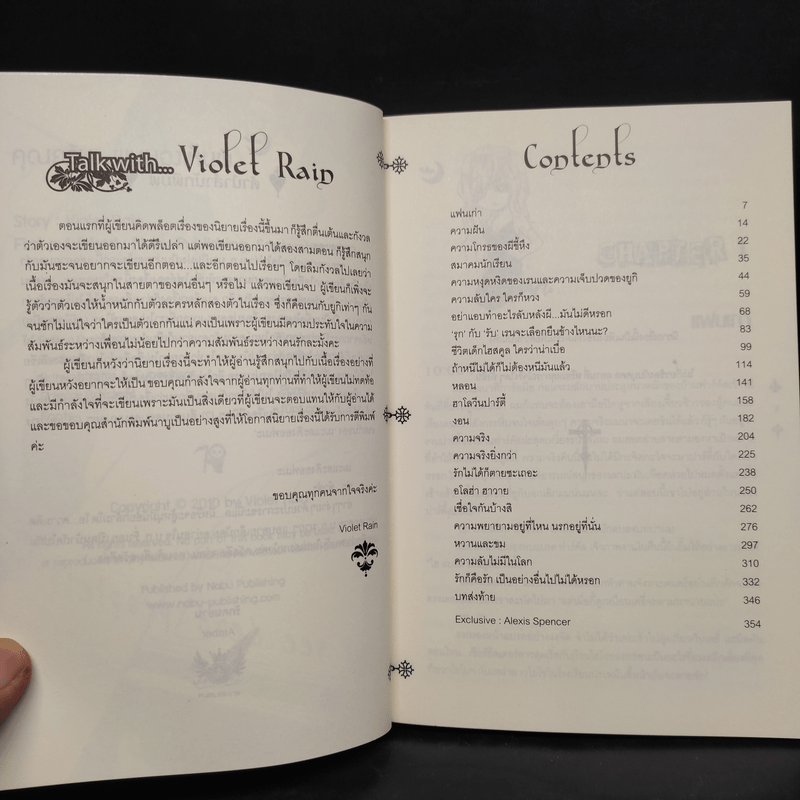 Talk with... Violet Rain
ตอนแรกที่ผู้เขียนคิดพล็อตเรื่องของนิยายเรื่องนี้ขึ้นมา ก็รู้สึกตื่นเต้นและกังวล
ว่าตัวเองจะเขียนออกมาได้ดีรึเปล่า แต่พอเขียนออกมาได้สองสามตอน ก็รู้สึกสนุก
กับมันซะจนอยากจะเขียนอีกตอน...และอีกตอนไปเรื่อยๆ โดยลืมกังวลไปเลยว่า
เนื้อเรื่องมันจะสนุกในสายตาของคนอื่นๆ หรือไม่ แล้วพอเขียนจบ ผู้เขียนก็เพิ่งจะ
รู้ตัวว่าตัวเองให้น้ำหนักกับตัวละครหลักสองตัวในเรื่อง ซึ่งก็คือเรนกับยูกิเท่าๆ กัน
จนชักไม่แน่ใจว่าใครเป็นตัวเอกกันแน่ คงเป็นเพราะผู้เขียนมีความประทับใจในความ
สัมพันธ์ระหว่างเพื่อนไม่น้อยไปกว่าความสัมพันธ์ระหว่างคนรักละมั้งคะ
ผู้เขียนก็หวังว่านิยายเรื่องนี้จะทำให้ผู้อ่านรู้สึกสนุกไปกับเนื้อเรื่องอย่างที่
ผู้เขียนหวังอยากจะให้เป็น ขอบคุณกำลังใจจากผู้อ่านทุกท่านที่ทำให้ผู้เขียนไม่ทดท้อ
และมีกำลังใจที่จะเขียนเพราะมันเป็นสิ่งเดียวที่ผู้เขียนจะตอบแทนให้กับผู้อ่านได้
และขอขอบคุณสำนักพิมพ์นาบูเป็นอย่างสูงที่ให้โอกาสนิยายเรื่องนี้ได้รับการตีพิมพ์
ค่ะ
ขอบคุณทุกคนจากใจจริงค่ะ
Violet Rain
Contents
แฟนเก่า 7
ความฝัน 14
ความโกรธของผีขี้หึง 22
สมาคมนักเรียน 35
ความหงุดหงิดของเรนและความเจ็บปวดของยูกิ 44
ความลับใคร ใครก็หวง 59
อย่าแอบทำอะไรลับหลังผี...มันไม่ดีหรอก 68
'รุก' กับ 'รับ' เรนจะเลือกยืนข้างไหนนะ? 83
ชีวิตเด็กไฮสคูล ใครว่าน่าเบื่อ 99
ถ้าหนีไม่ได้ก็ไม่ต้องหนีมันแล้ว 114
หลอน 141
ฮาโลวีนปาร์ตี้ 158
งอน 182
ความจริง 204
ความจริงยิ่งกว่า 225
รักไม่ได้ก็ตายซะเถอะ 238
อโลฮ่า ฮาวาย 250
เชื่อใจกันบ้างสิ 262
ความพยายามอยู่ที่ไหน นรกอยู่ที่นั่น 276
หวานและขม 297
ความลับไม่มีในโลก 310
รักก็คือรัก เป็นอย่างอื่นไปไม่ได้หรอก 332
บทส่งท้าย 346
Exclusive : Alexis Spencer 354